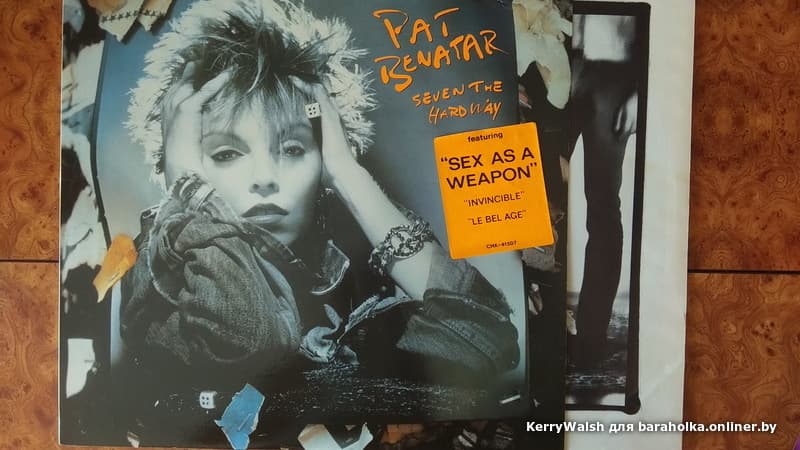 PAT
BENATAR
SEVEN THE
HARD WAY
featuring
"SEX AS A
WEAPON"
"INVINCIBLE"
"LE BEL AGE"
CHX-41507
KerryWalsh для baraholka.onliner.by